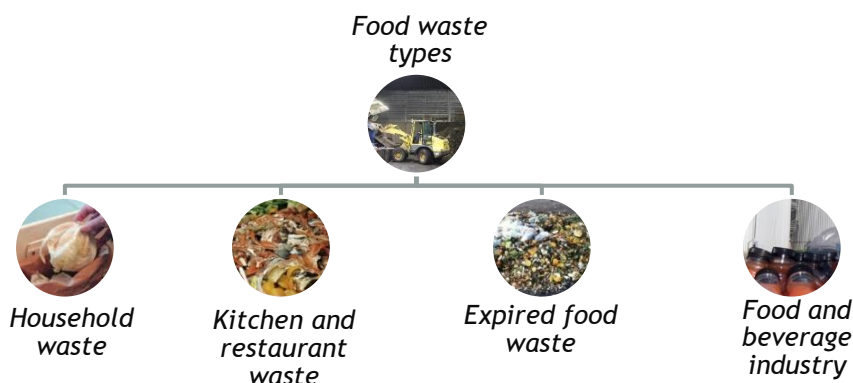 Food waste
types
Household
waste
Kitchen and
restaurant
waste
Expired food
waste
Food and
beverage
industry